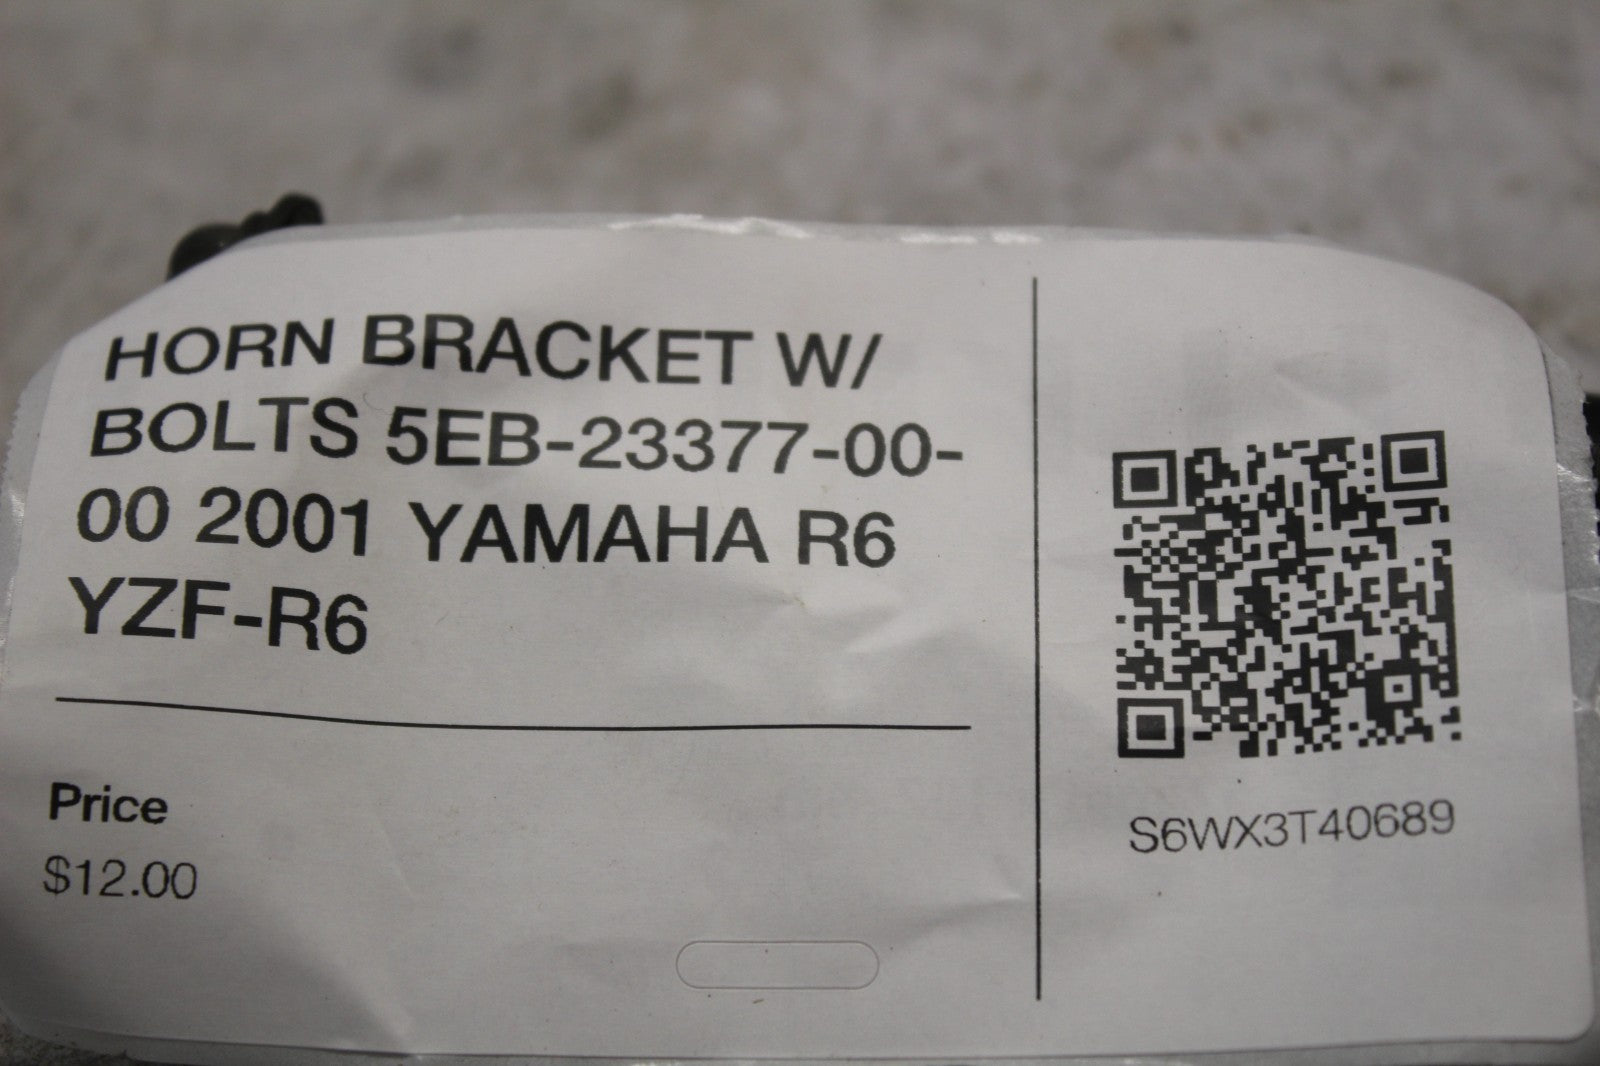 HORN BRACKET W/
BOLTS 5EB-23377-00-
00 2001 YAMAHA R6
YZF-R6
Price
$12.00
S6WX3T40689